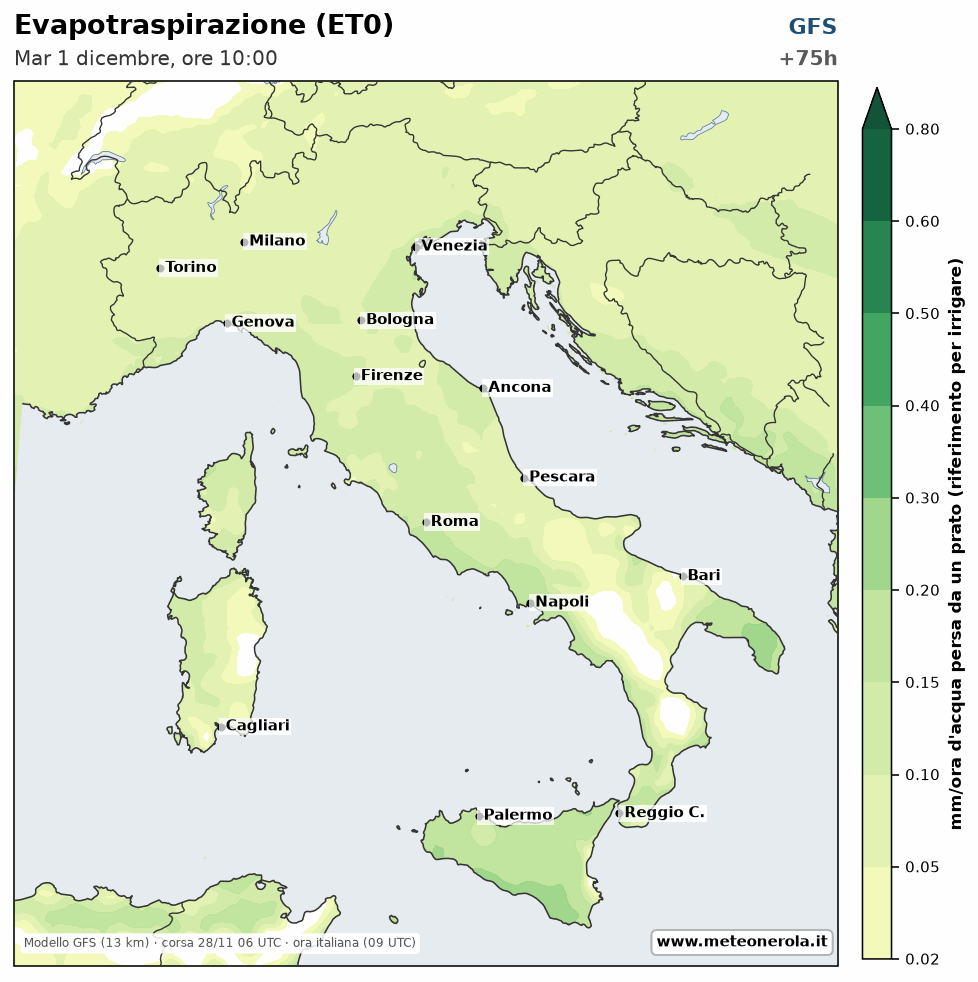 Evapotraspirazione (ET0)
GFS
Mar 1 dicembre, ore 10:00
+75h
0.80
0.60
0.50
0.40
0.30
0.20
0.15
0.10
0.05
0.02
mm/ora d'acqua persa da un prato (riferimento per irrigare)
Milano
Venezia
Torino
Genova
Bologna
Firenze
Ancona
Pescara
Roma
Bari
Napoli
Cagliari
Palermo
Reggio C.
Modello GFS (13 km) · corsa 28/11 06 UTC · ora italiana (09 UTC)
www.meteonerola.it